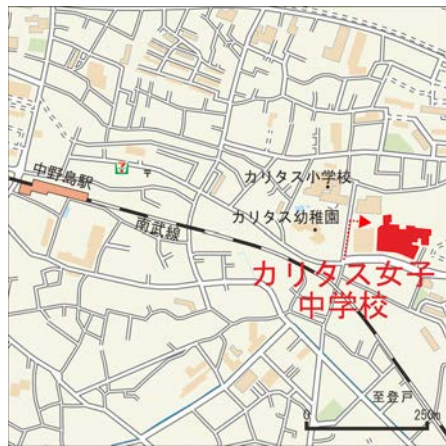 カリタス小学校
中野島駅
7
カリタス幼稚園
南武線
カリタス女子
中学校
至登戸
0
250m